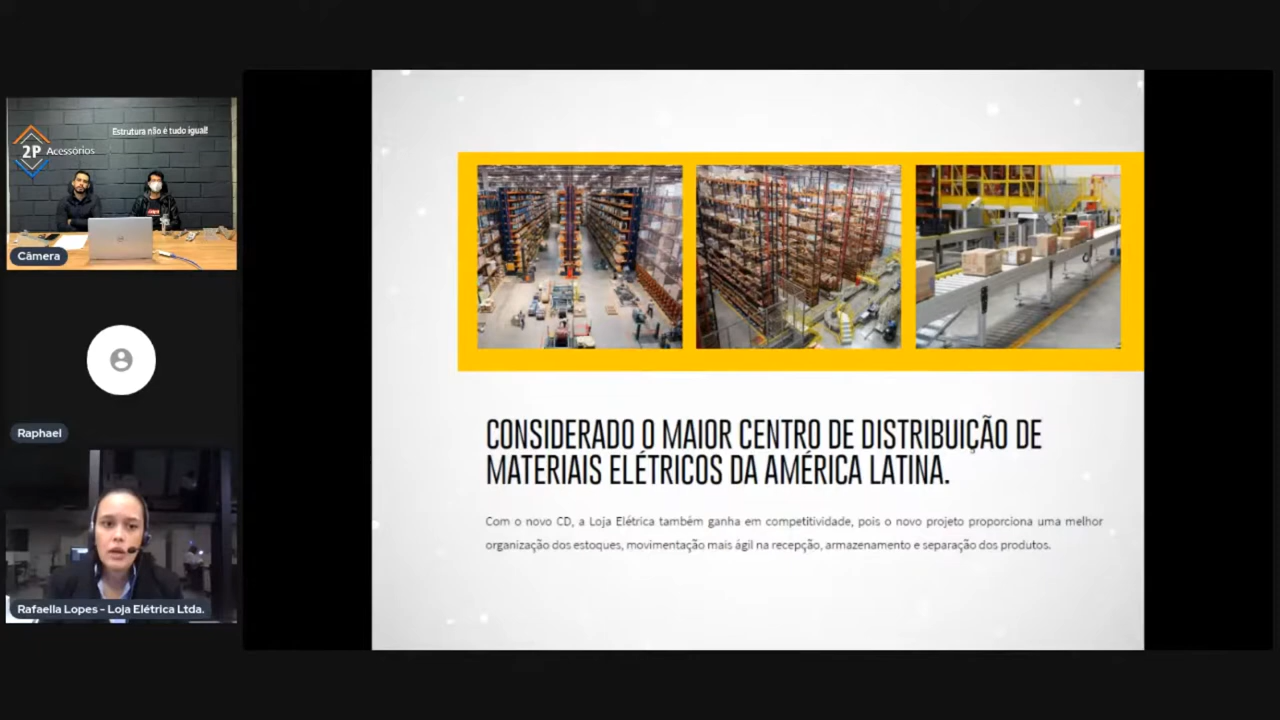 Estrutura não é tudo igual!
2P Acessórios
Câmera
Raphael
Rafaella Lopes - Loja Elétrica Ltda.
CONSIDERADO O MAIOR CENTRO DE DISTRIBUIÇÃO DE
MATERIAIS ELÉTRICOS DA AMÉRICA LATINA.
Com o novo CD, a Loja Elétrica também ganha em competitividade, pois o novo projeto proporciona uma melhor
organização dos estoques, movimentação mais ágil na recepção, armazenamento e separação dos produtos.